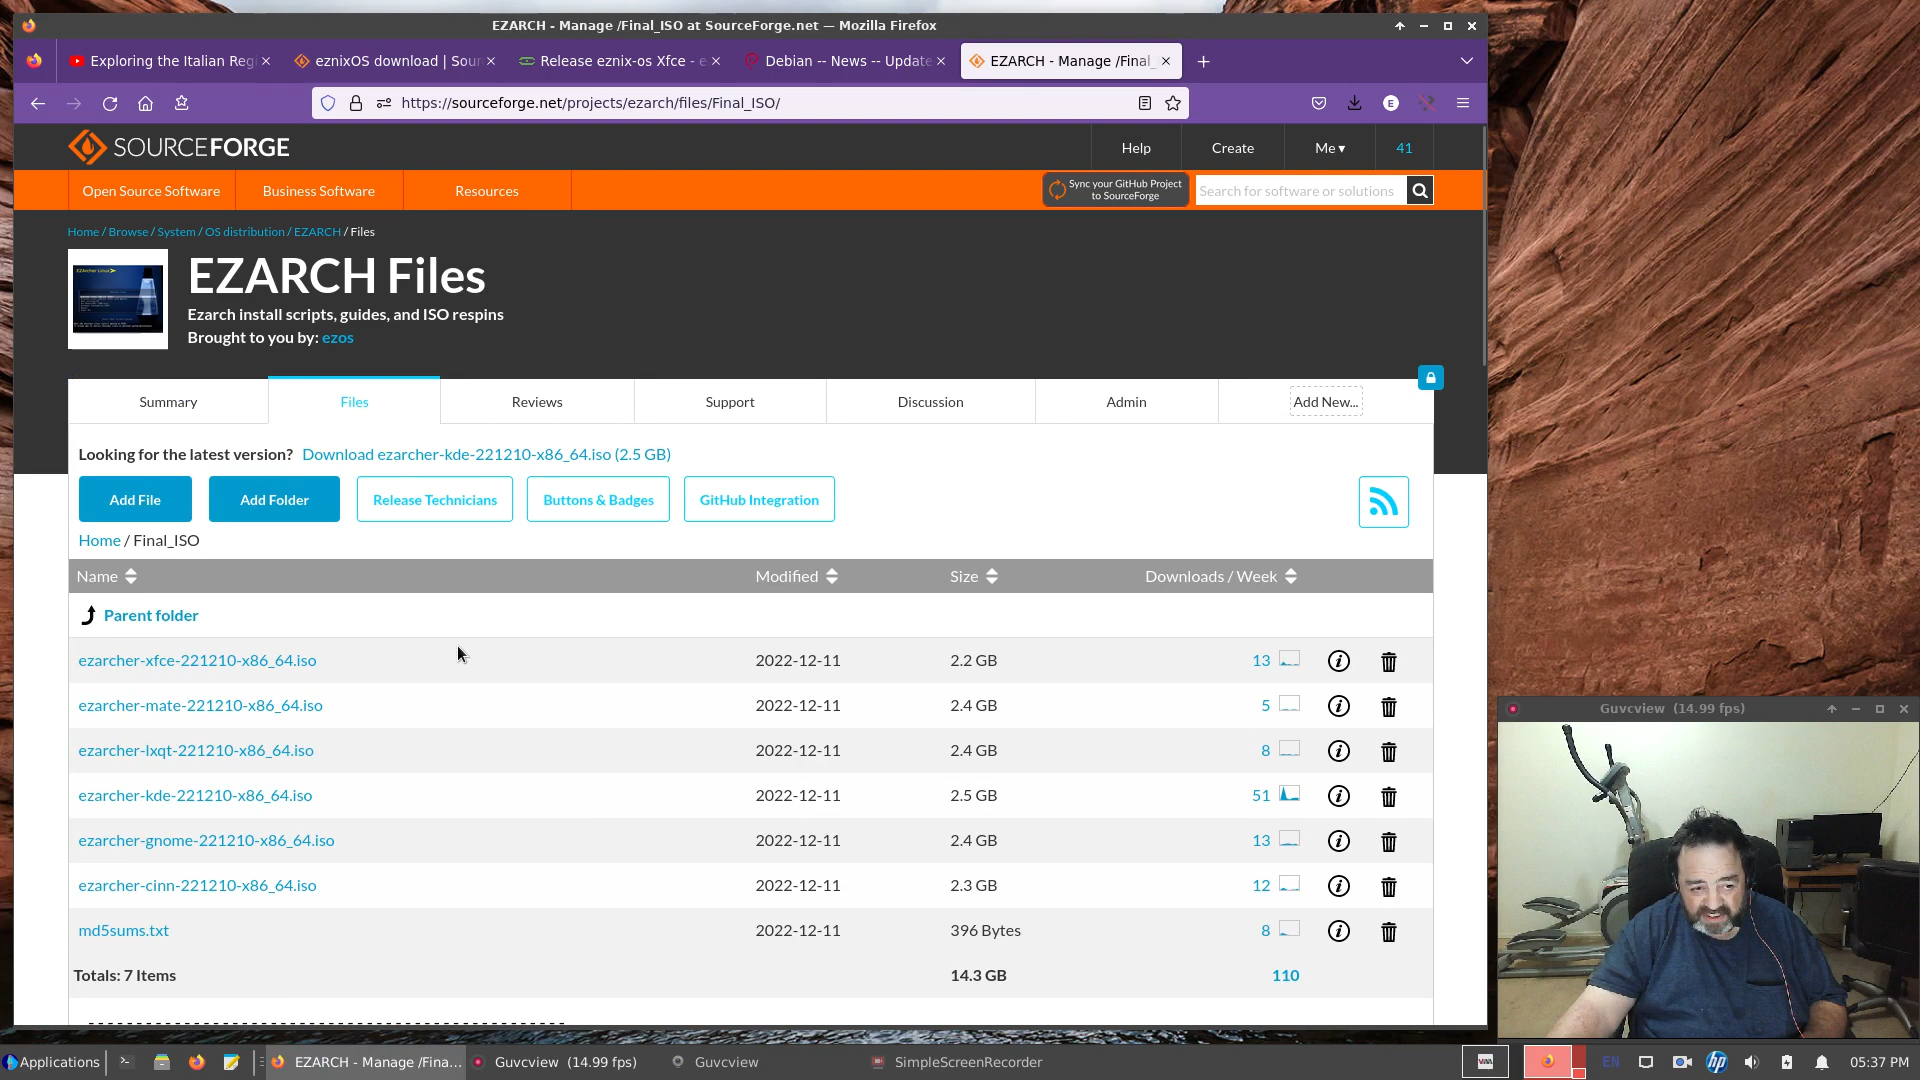 EZARCH - Manage /Final_ISO at SourceForge.net — Mozilla Firefox
Exploring the Italian Regi
eznixOS download | Sour
Release eznix-os Xfce - e
Debian -- News -- Update
EZARCH - Manage /Final_
https://sourceforge.net/projects/ezarch/files/Final_ISO/
E
SOURCEFORGE
Help
Create
Me ▾
41
Open Source Software
Business Software
Resources
Sync your GitHub Project
to SourceForge
Search for software or solutions
Home / Browse / System / OS distribution / EZARCH / Files
EZARCH Files
Ezarch install scripts, guides, and ISO respins
Brought to you by: ezos
Summary
Files
Reviews
Support
Discussion
Admin
Add New...
Looking for the latest version? Download ezarcher-kde-221210-x86_64.iso (2.5 GB)
Add File
Add Folder
Release Technicians
Buttons & Badges
GitHub Integration
Home / Final_ISO
Name Modified Size Downloads / Week
Parent folder
ezarcher-xfce-221210-x86_64.iso 2022-12-11 2.2 GB 13
ezarcher-mate-221210-x86_64.iso 2022-12-11 2.4 GB 5
ezarcher-lxqt-221210-x86_64.iso 2022-12-11 2.4 GB 8
ezarcher-kde-221210-x86_64.iso 2022-12-11 2.5 GB 51
ezarcher-gnome-221210-x86_64.iso 2022-12-11 2.4 GB 13
ezarcher-cinn-221210-x86_64.iso 2022-12-11 2.3 GB 12
md5sums.txt 2022-12-11 396 Bytes 8
Totals: 7 Items 14.3 GB 110
Guvcview (14.99 fps)
Applications
EZARCH - Manage /Fina...
Guvcview (14.99 fps)
Guvcview
SimpleScreenRecorder
EN
hp
05:37 PM